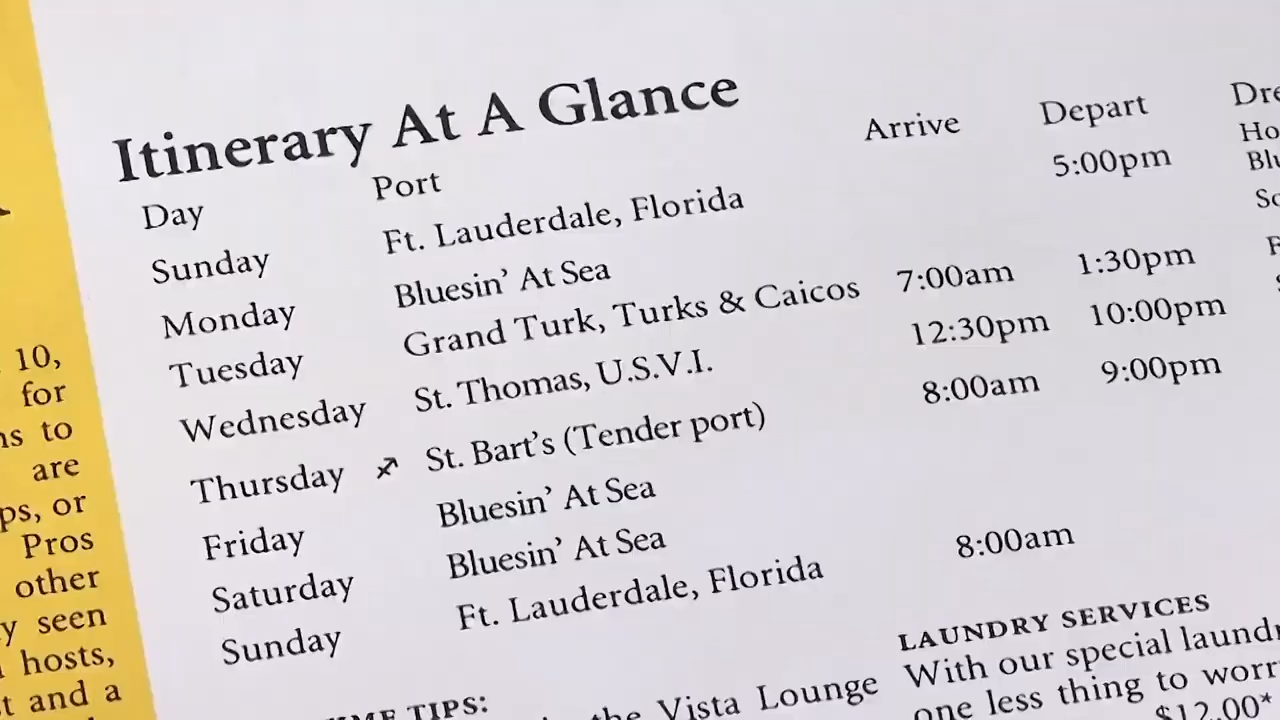 Itinerary At A Glance
Day Port Arrive Depart
Sunday Ft. Lauderdale, Florida 5:00pm
Monday Bluesin' At Sea
Tuesday Grand Turk, Turks & Caicos 7:00am 1:30pm
Wednesday St. Thomas, U.S.V.I. 12:30pm 10:00pm
Thursday St. Bart's (Tender port) 8:00am 9:00pm
Friday Bluesin' At Sea
Saturday Bluesin' At Sea
Sunday Ft. Lauderdale, Florida 8:00am
10,
for
to
are
or
Pros
other
seen
hosts,
and a
TIPS:
the Vista Lounge
LAUNDRY SERVICES
With our special
one less thing to
$12.00*